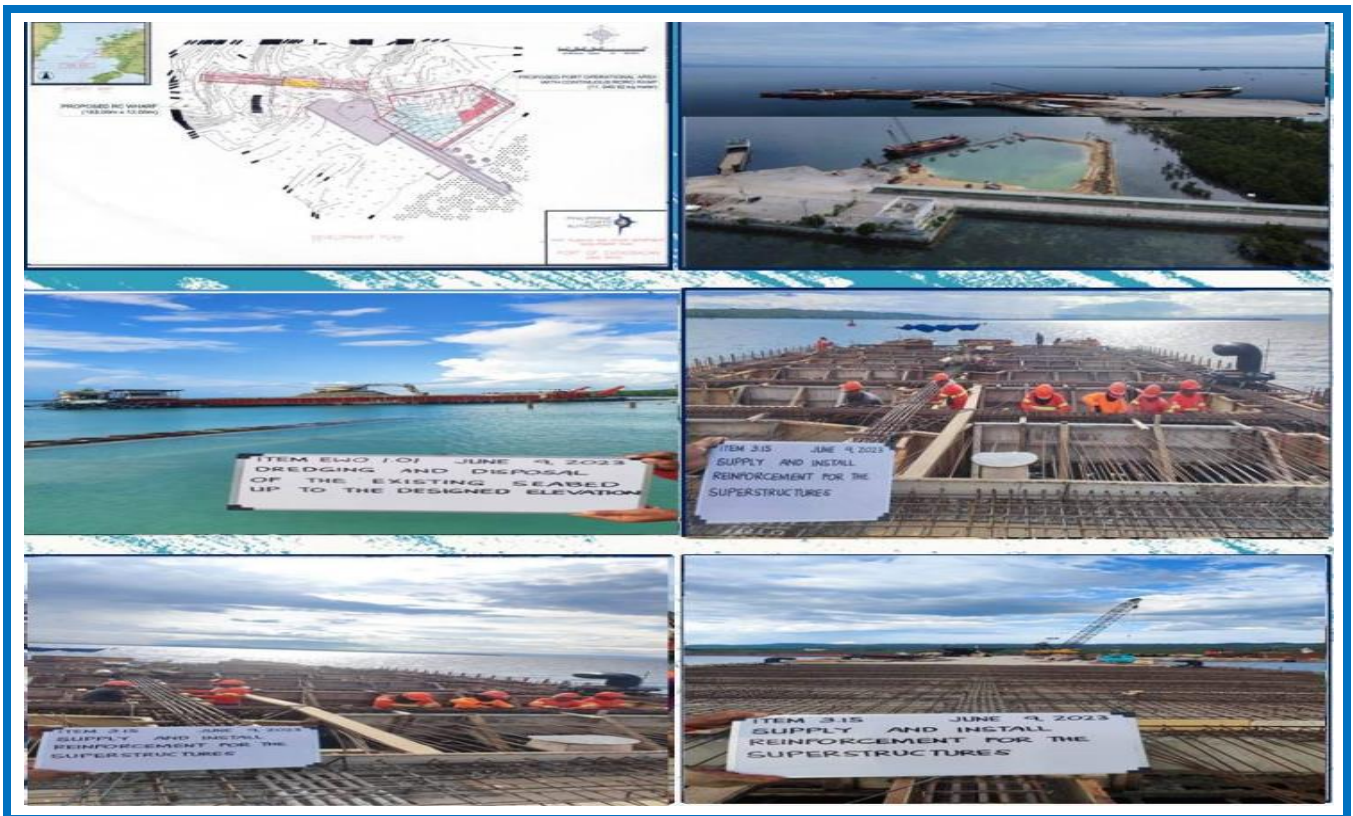 PROPOSED RC WHARF
PROPOSED PORT OPERATIONAL AREA
WITH CONTINUOUS RORO RAMP
DEVELOPMENT PLAN
PHILIPPINE
PORTS
AUTHORITY
ITEM EWO 1.01 JUNE 9, 2023
DREDGING AND DISPOSAL
OF THE EXISTING SEABED
UP TO THE DESIGNED ELEVATION
ITEM 3.15 JUNE 9, 2023
SUPPLY AND INSTALL
REINFORCEMENT FOR THE
SUPERSTRUCTURES
ITEM 3.15 JUNE 9, 2023
SUPPLY AND INSTALL
REINFORCEMENT FOR THE
SUPERSTRUCTURES
ITEM 3.15 JUNE 9, 2023
SUPPLY AND INSTALL
REINFORCEMENT FOR THE
SUPERSTRUCTURES